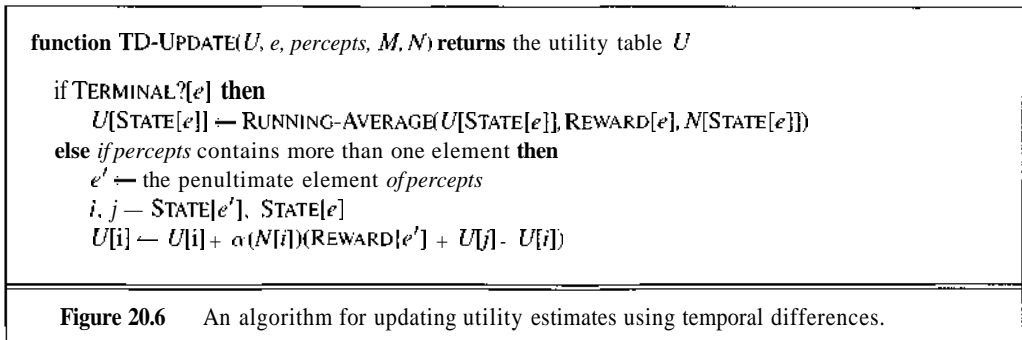 function TD-UPDATE(U, e, percepts, M, N) returns the utility table U
if TERMINAL?[e] then
U[STATE[e]] ← RUNNING-AVERAGE(U[STATE[e]], REWARD[e], N[STATE[e]])
else if percepts contains more than one element then
e' ← the penultimate element of percepts
i, j ← STATE[e'], STATE[e]
U[i] ← U[i] + α(N[i])(REWARD[e'] + U[j] - U[i])
Figure 20.6 An algorithm for updating utility estimates using temporal differences.